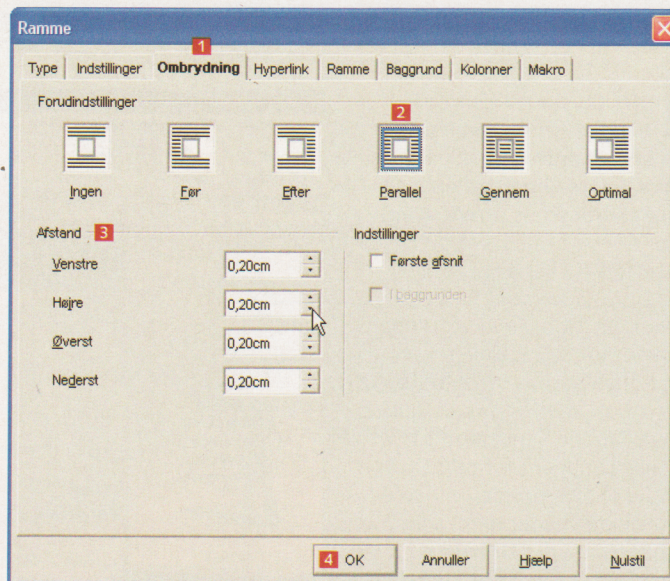 Ramme
1
Type Indstillinger Ombrydning Hyperlink Ramme Baggrund Kolonner Makro
Forudindstillinger
2
Ingen Før Efter Parallel Gennem Optimal
Afstand 3 Indstillinger
Venstre 0,20cm Første afsnit
Højre 0,20cm I baggrunden
Øverst 0,20cm
Nederst 0,20cm
4 OK Annuller Hjælp Nulstil